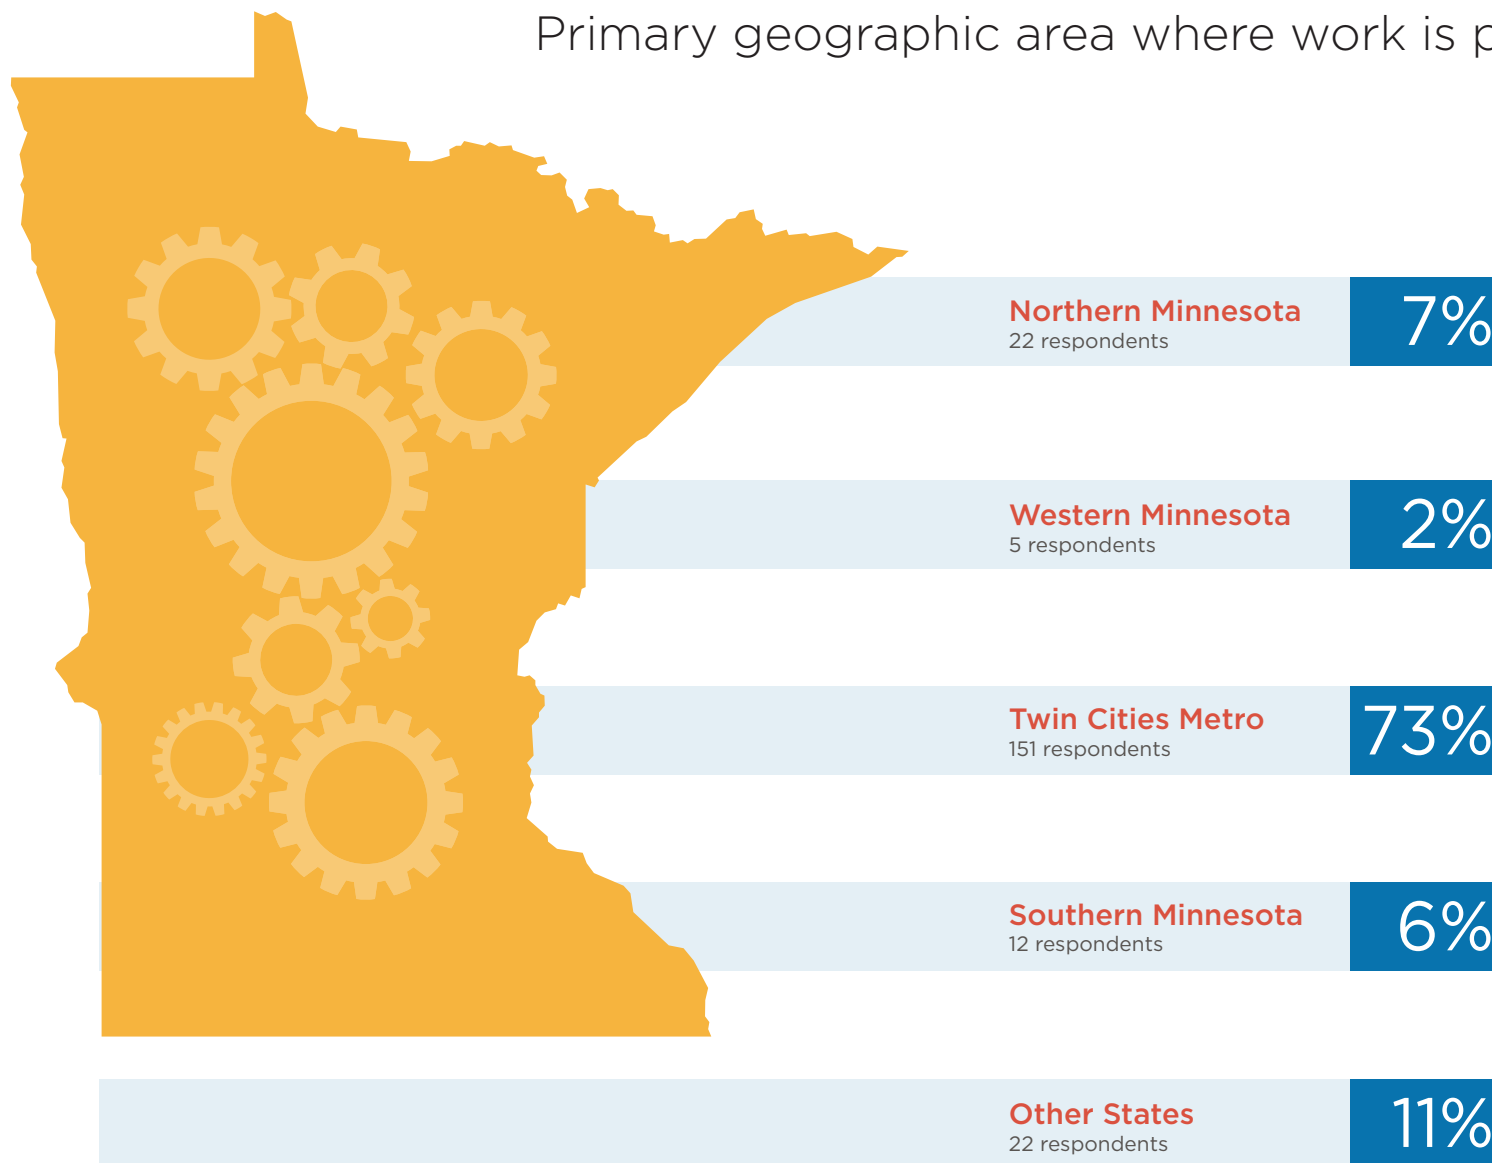 Primary geographic area where work is p
Northern Minnesota
22 respondents
7%
Western Minnesota
5 respondents
2%
Twin Cities Metro
151 respondents
73%
Southern Minnesota
12 respondents
6%
Other States
22 respondents
11%